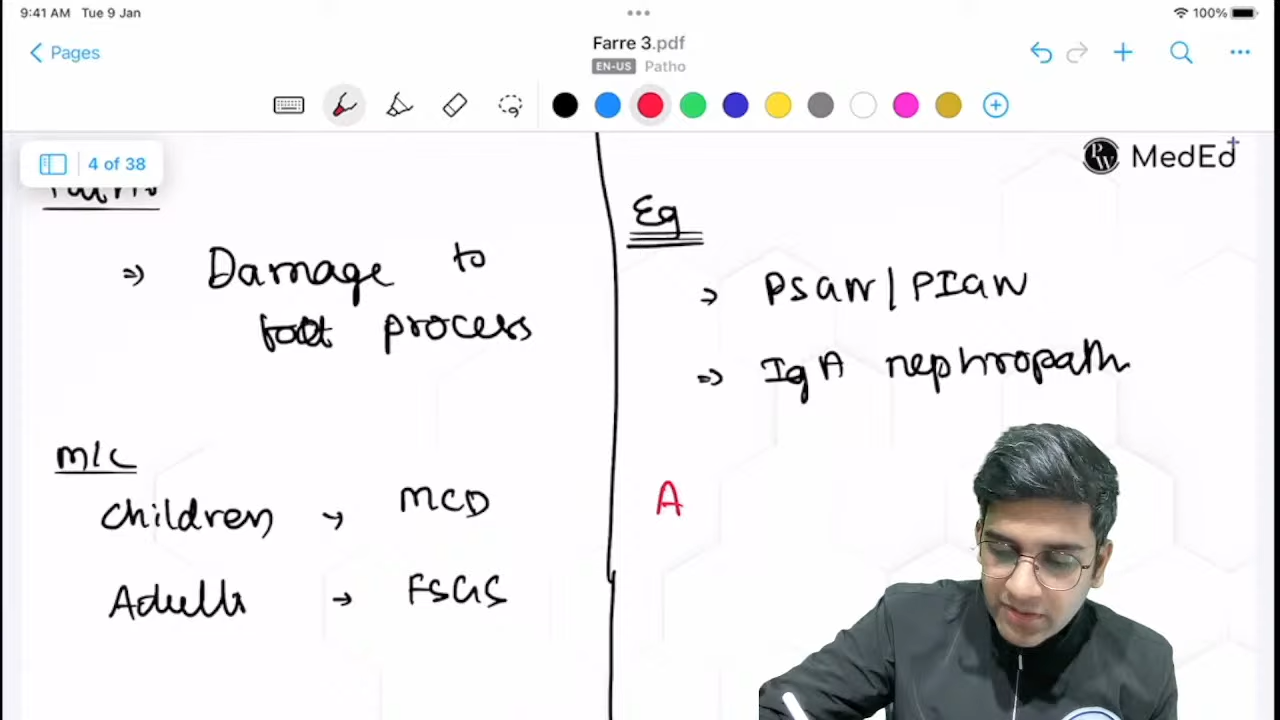 9:41 AM Tue 9 Jan
100%
Pages
Farre 3.pdf
EN-US Patho
4 of 38
PW MedEd
⇒ Damage to
foot process
M/C
Children → MCD
Adults → FSGS
Eg
⇒ PSGN / PIGN
⇒ IgA nephropath
A